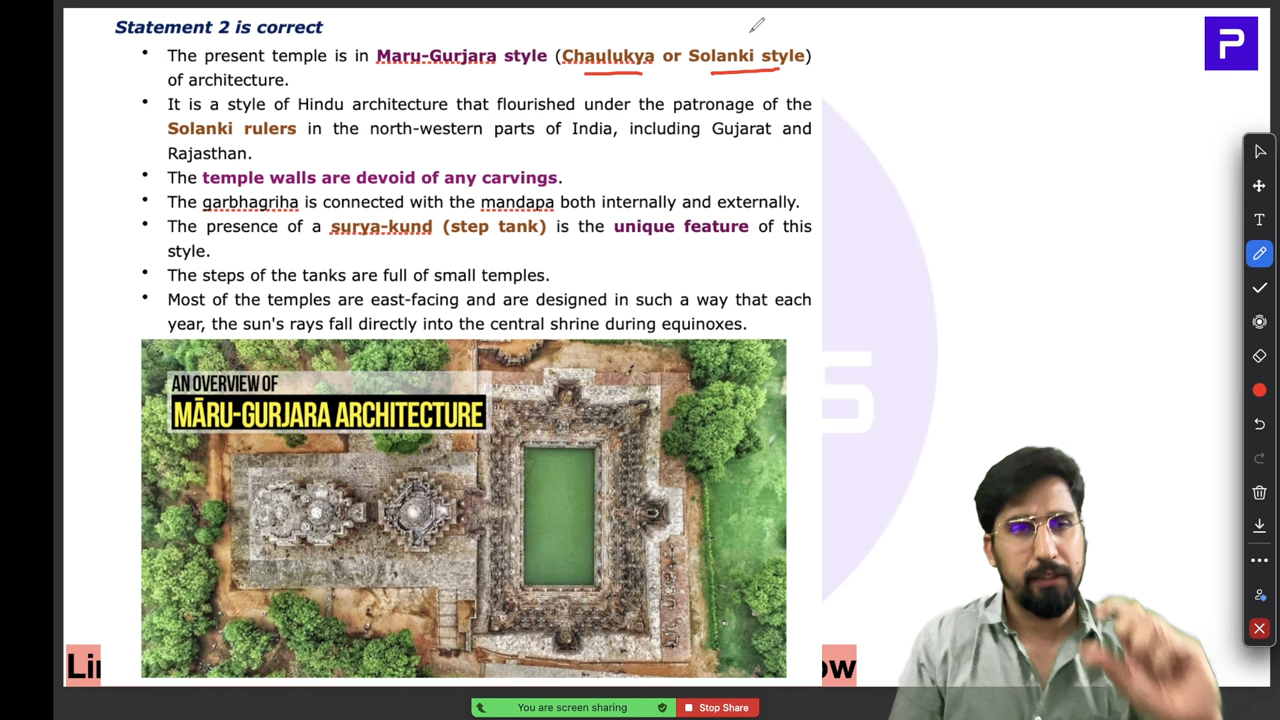 Statement 2 is correct
• The present temple is in Maru-Gurjara style (Chaulukya or Solanki style)
of architecture.
• It is a style of Hindu architecture that flourished under the patronage of the
Solanki rulers in the north-western parts of India, including Gujarat and
Rajasthan.
• The temple walls are devoid of any carvings.
• The garbhagriha is connected with the mandapa both internally and externally.
• The presence of a surya-kund (step tank) is the unique feature of this
style.
• The steps of the tanks are full of small temples.
• Most of the temples are east-facing and are designed in such a way that each
year, the sun's rays fall directly into the central shrine during equinoxes.
AN OVERVIEW OF
MĀRU-GURJARA ARCHITECTURE
P
S
T
You are screen sharing
Stop Share